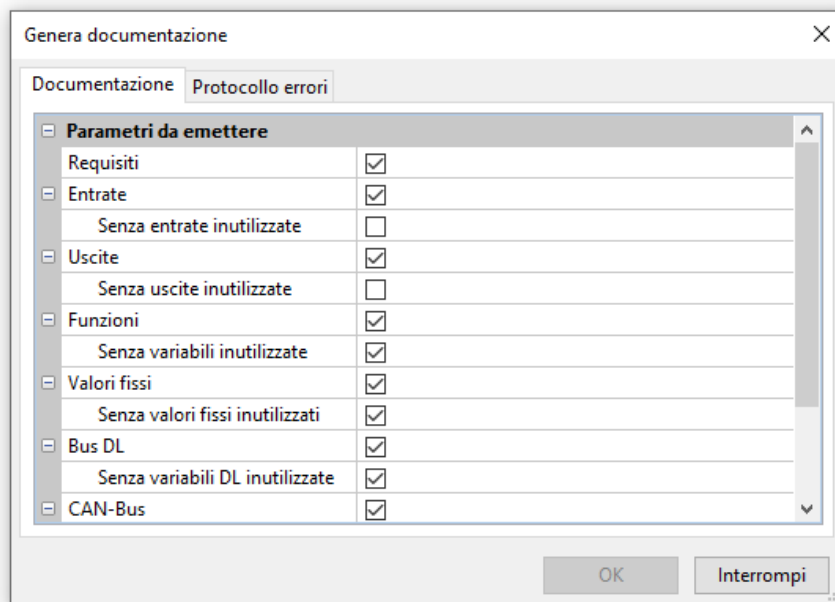 Genera documentazione
Documentazione
Protocollo errori
Parametri da emettere
Requisiti
Entrate
Senza entrate inutilizzate
Uscite
Senza uscite inutilizzate
Funzioni
Senza variabili inutilizzate
Valori fissi
Senza valori fissi inutilizzati
Bus DL
Senza variabili DL inutilizzate
CAN-Bus
OK
Interrompi